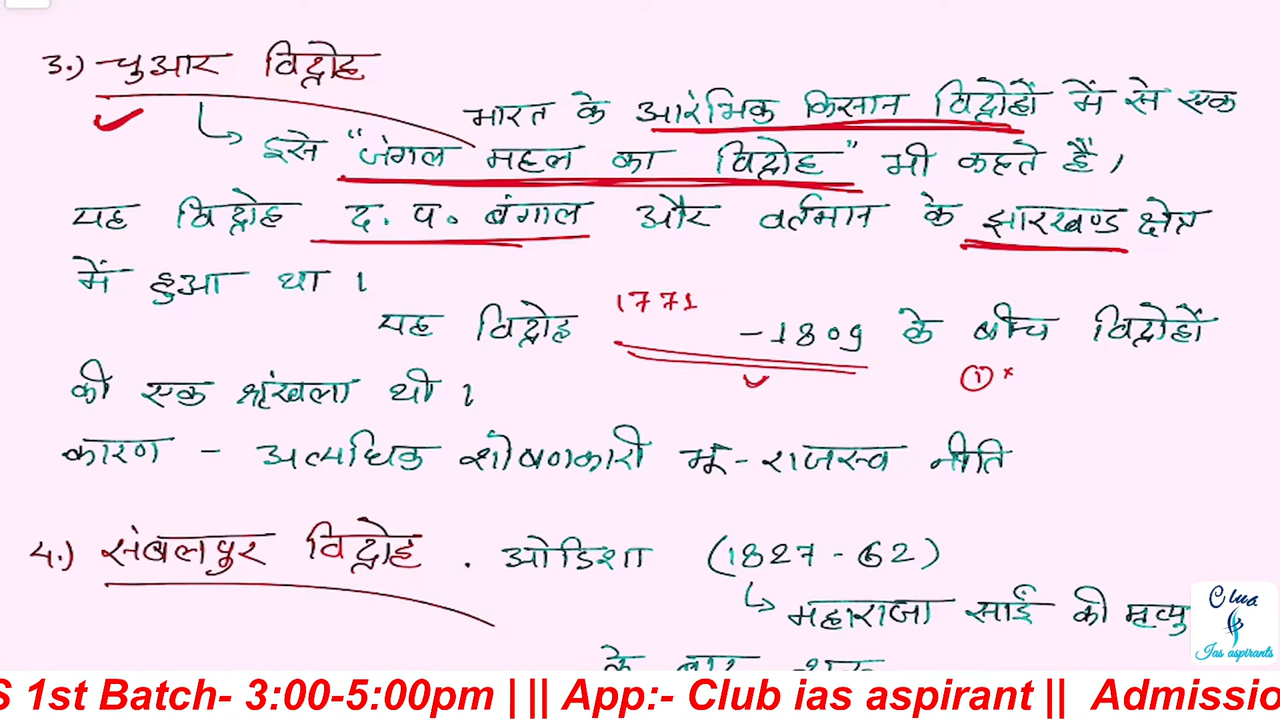 3.) चुआर विद्रोह
भारत के आरंभिक किसान विद्रोहों में से एक
इसे "जंगल महल का विद्रोह" भी कहते हैं।
यह विद्रोह द. प. बंगाल और वर्तमान के झारखण्ड क्षेत्र
में हुआ था।
यह विद्रोह 1771 - 1809 के बीच विद्रोहों
की एक श्रृंखला थी।
कारण - अत्यधिक शोषणकारी भू-राजस्व नीति
4.) संबलपुर विद्रोह . ओडिशा (1827 - 62)
महाराजा साईं की मृत्यु
के बाद
Club
Ias aspirants
S 1st Batch- 3:00-5:00pm | || App:- Club ias aspirant || Admissio